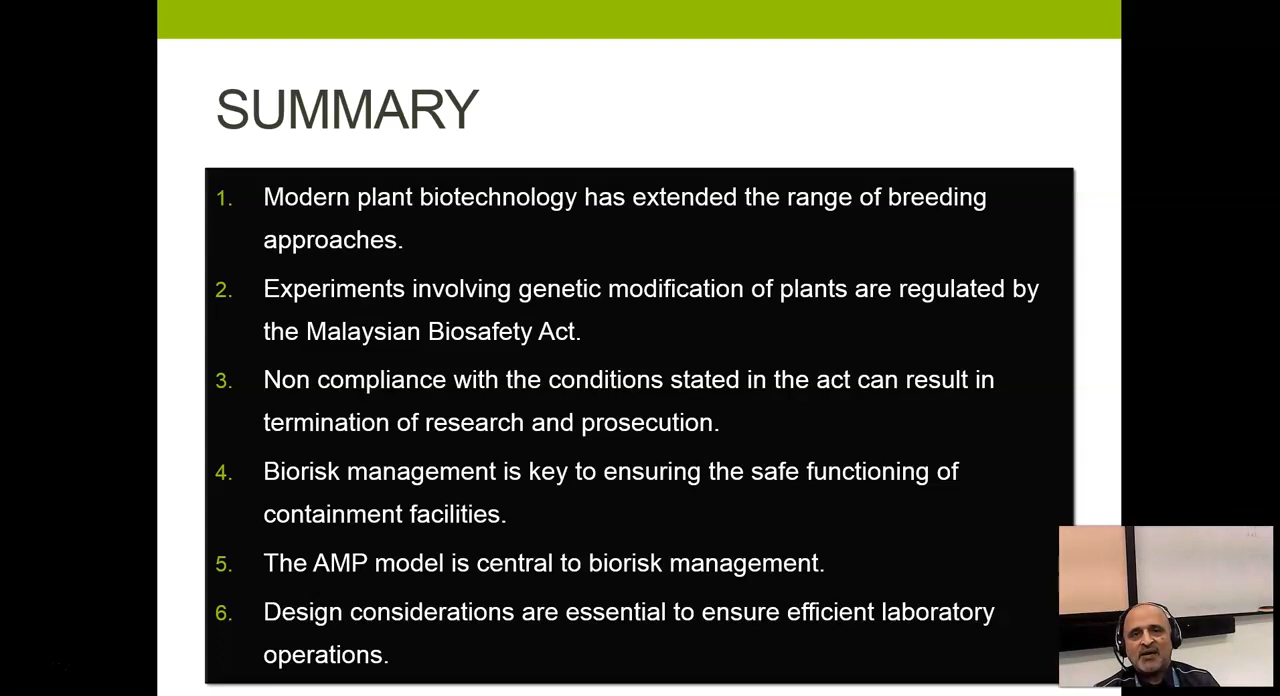 SUMMARY
1. Modern plant biotechnology has extended the range of breeding
approaches.
2. Experiments involving genetic modification of plants are regulated by
the Malaysian Biosafety Act.
3. Non compliance with the conditions stated in the act can result in
termination of research and prosecution.
4. Biorisk management is key to ensuring the safe functioning of
containment facilities.
5. The AMP model is central to biorisk management.
6. Design considerations are essential to ensure efficient laboratory
operations.